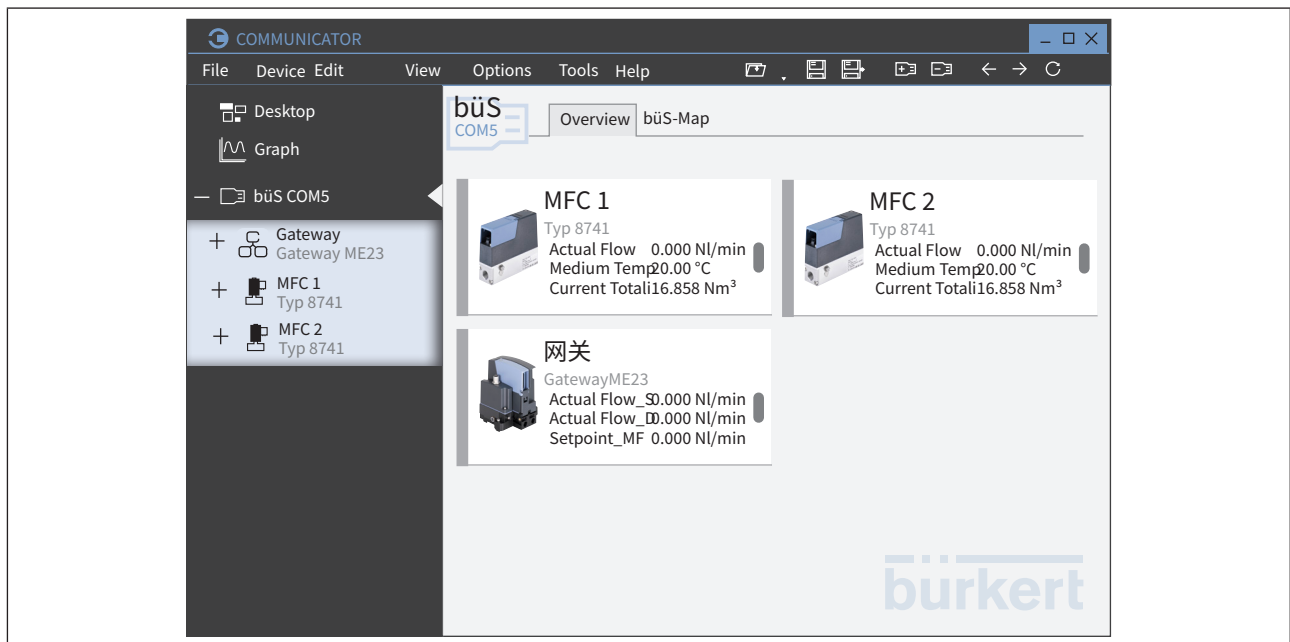 COMMUNICATOR
File Device Edit View Options Tools Help
Desktop
Graph
büS COM5
Gateway
Gateway ME23
MFC 1
Typ 8741
MFC 2
Typ 8741
büS
COM5
Overview büS-Map
MFC 1
Typ 8741
Actual Flow 0.000 Nl/min
Medium Temp20.00 °C
Current Totali16.858 Nm³
MFC 2
Typ 8741
Actual Flow 0.000 Nl/min
Medium Temp20.00 °C
Current Totali16.858 Nm³
网关
GatewayME23
Actual Flow_S0.000 Nl/min
Actual Flow_D0.000 Nl/min
Setpoint_MF 0.000 Nl/min
bürkert